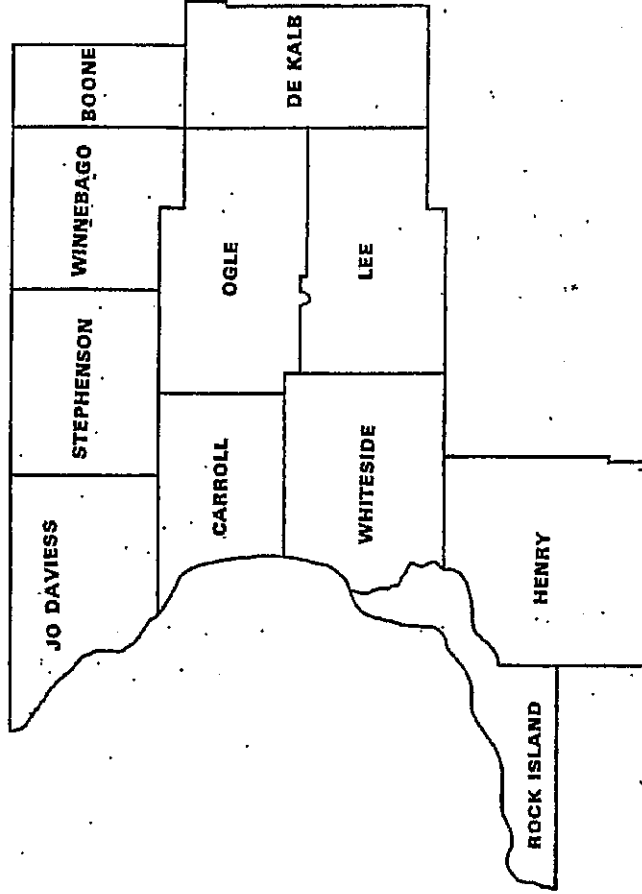 JO DAVIESS
STEPHENSON
WINNEBAGO
BOONE
CARROLL
OGLE
DE KALB
WHITESIDE
LEE
ROCK ISLAND
HENRY